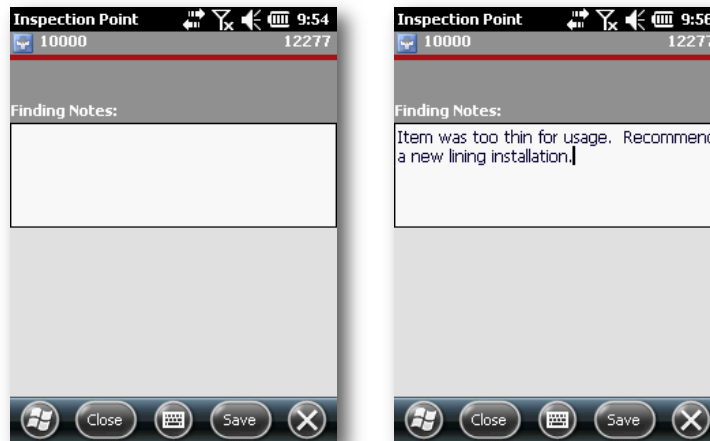 Inspection Point 9:54
10000 12277
Finding Notes:
Close Save
Inspection Point 9:56
10000 1227
Finding Notes:
Item was too thin for usage. Recommend
a new lining installation.
Close Save